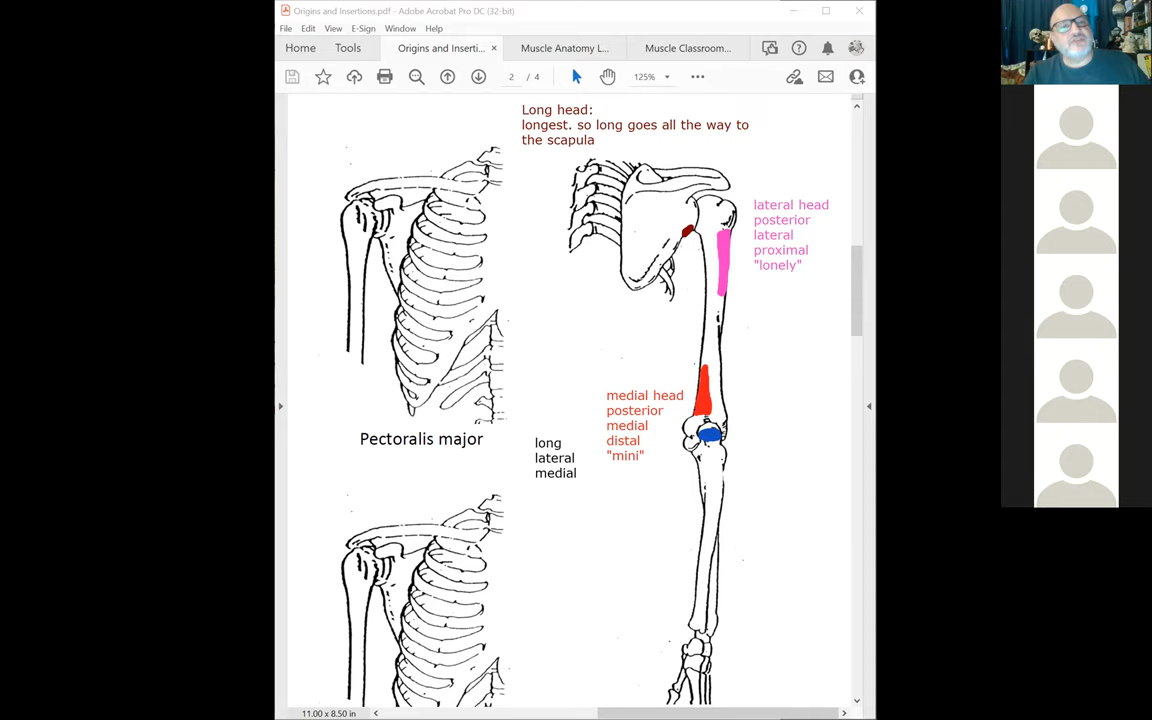 Origins and Insertions.pdf - Adobe Acrobat Pro DC (32-bit)
File Edit View E-Sign Window Help
Home Tools Origins and Inserti... × Muscle Anatomy L... Muscle Classroom...
2 / 4 125%
Long head:
longest. so long goes all the way to
the scapula
lateral head
posterior
lateral
proximal
"lonely"
medial head
posterior
medial
distal
"mini"
Pectoralis major
long
lateral
medial
11.00 x 8.50 in